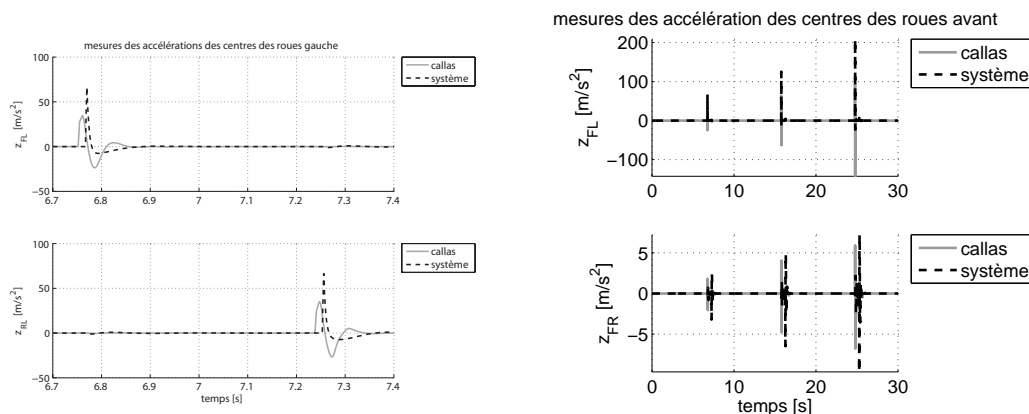 mesures des accélérations des centres des roues gauche
100
50
0
−50
z_FL [m/s²]
6.7 6.8 6.9 7 7.1 7.2 7.3 7.4
callas
système
100
50
0
−50
z_RL [m/s²]
6.7 6.8 6.9 7 7.1 7.2 7.3 7.4
temps [s]
callas
système
mesures des accélération des centres des roues avant
200
100
0
−100
z_FL [m/s²]
0 10 20 30
callas
système
5
0
−5
z_FR [m/s²]
0 10 20 30
temps [s]
callas
système